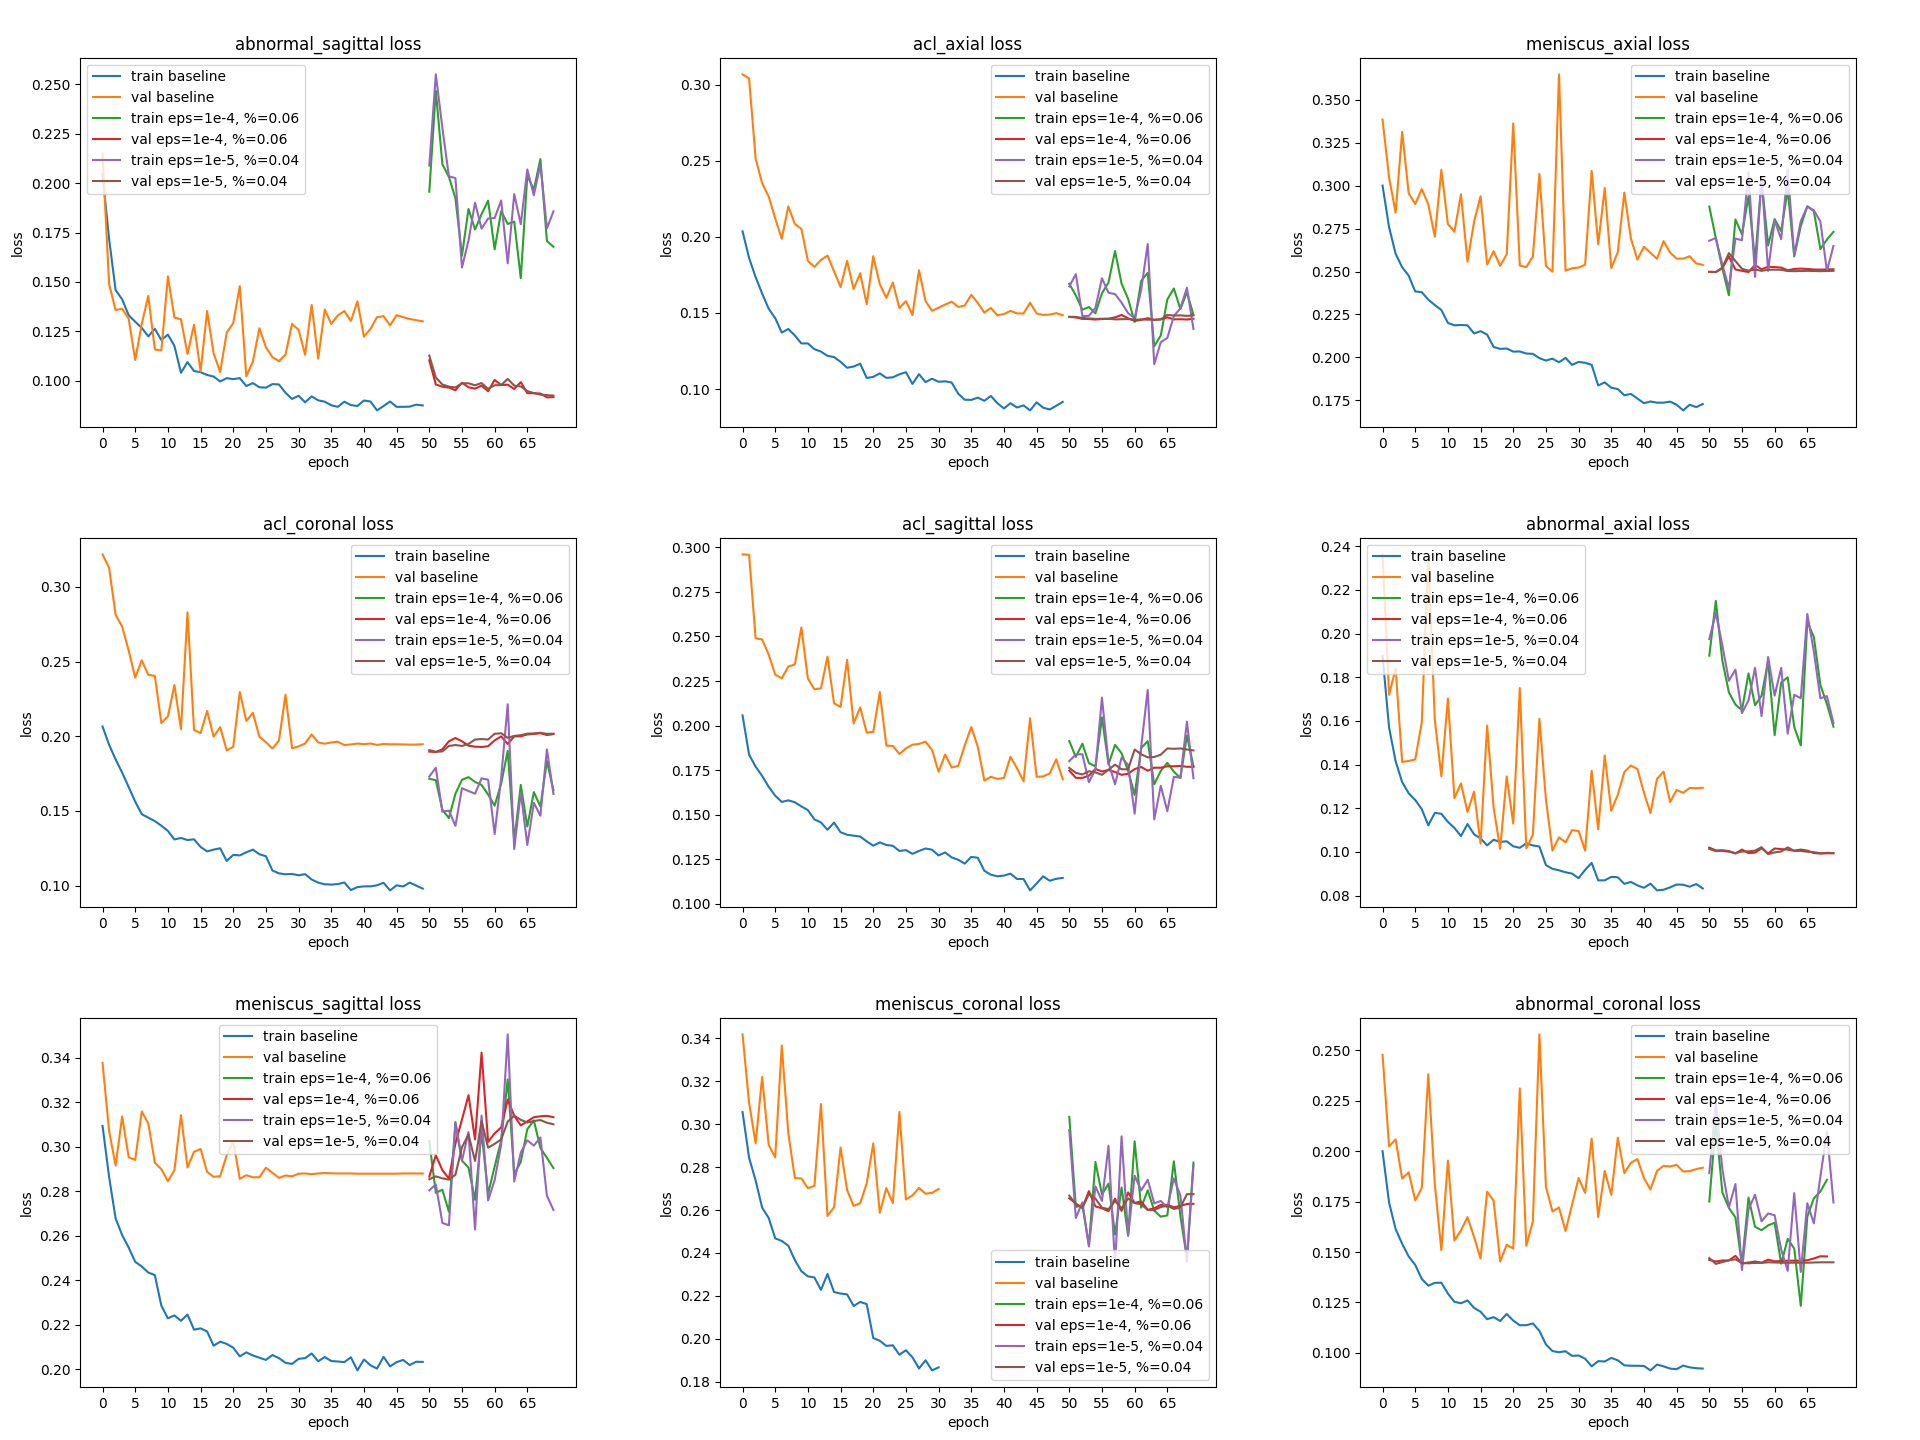 abnormal_sagittal loss
0.250
0.225
0.200
0.175
0.150
0.125
0.100
loss
train baseline
val baseline
train eps=1e-4, %=0.06
val eps=1e-4, %=0.06
train eps=1e-5, %=0.04
val eps=1e-5, %=0.04
0 5 10 15 20 25 30 35 40 45 50 55 60 65
epoch
acl_axial loss
0.30
0.25
0.20
0.15
0.10
loss
train baseline
val baseline
train eps=1e-4, %=0.06
val eps=1e-4, %=0.06
train eps=1e-5, %=0.04
val eps=1e-5, %=0.04
0 5 10 15 20 25 30 35 40 45 50 55 60 65
epoch
meniscus_axial loss
0.350
0.325
0.300
0.275
0.250
0.225
0.200
0.175
loss
train baseline
val baseline
train eps=1e-4, %=0.06
val eps=1e-4, %=0.06
train eps=1e-5, %=0.04
val eps=1e-5, %=0.04
0 5 10 15 20 25 30 35 40 45 50 55 60 65
epoch
acl_coronal loss
0.30
0.25
0.20
0.15
0.10
loss
train baseline
val baseline
train eps=1e-4, %=0.06
val eps=1e-4, %=0.06
train eps=1e-5, %=0.04
val eps=1e-5, %=0.04
0 5 10 15 20 25 30 35 40 45 50 55 60 65
epoch
acl_sagittal loss
0.300
0.275
0.250
0.225
0.200
0.175
0.150
0.125
0.100
loss
train baseline
val baseline
train eps=1e-4, %=0.06
val eps=1e-4, %=0.06
train eps=1e-5, %=0.04
val eps=1e-5, %=0.04
0 5 10 15 20 25 30 35 40 45 50 55 60 65
epoch
abnormal_axial loss
0.24
0.22
0.20
0.18
0.16
0.14
0.12
0.10
0.08
loss
train baseline
val baseline
train eps=1e-4, %=0.06
val eps=1e-4, %=0.06
train eps=1e-5, %=0.04
val eps=1e-5, %=0.04
0 5 10 15 20 25 30 35 40 45 50 55 60 65
epoch
meniscus_sagittal loss
0.34
0.32
0.30
0.28
0.26
0.24
0.22
0.20
loss
train baseline
val baseline
train eps=1e-4, %=0.06
val eps=1e-4, %=0.06
train eps=1e-5, %=0.04
val eps=1e-5, %=0.04
0 5 10 15 20 25 30 35 40 45 50 55 60 65
epoch
meniscus_coronal loss
0.34
0.32
0.30
0.28
0.26
0.24
0.22
0.20
0.18
loss
train baseline
val baseline
train eps=1e-4, %=0.06
val eps=1e-4, %=0.06
train eps=1e-5, %=0.04
val eps=1e-5, %=0.04
0 5 10 15 20 25 30 35 40 45 50 55 60 65
epoch
abnormal_coronal loss
0.250
0.225
0.200
0.175
0.150
0.125
0.100
loss
train baseline
val baseline
train eps=1e-4, %=0.06
val eps=1e-4, %=0.06
train eps=1e-5, %=0.04
val eps=1e-5, %=0.04
0 5 10 15 20 25 30 35 40 45 50 55 60 65
epoch